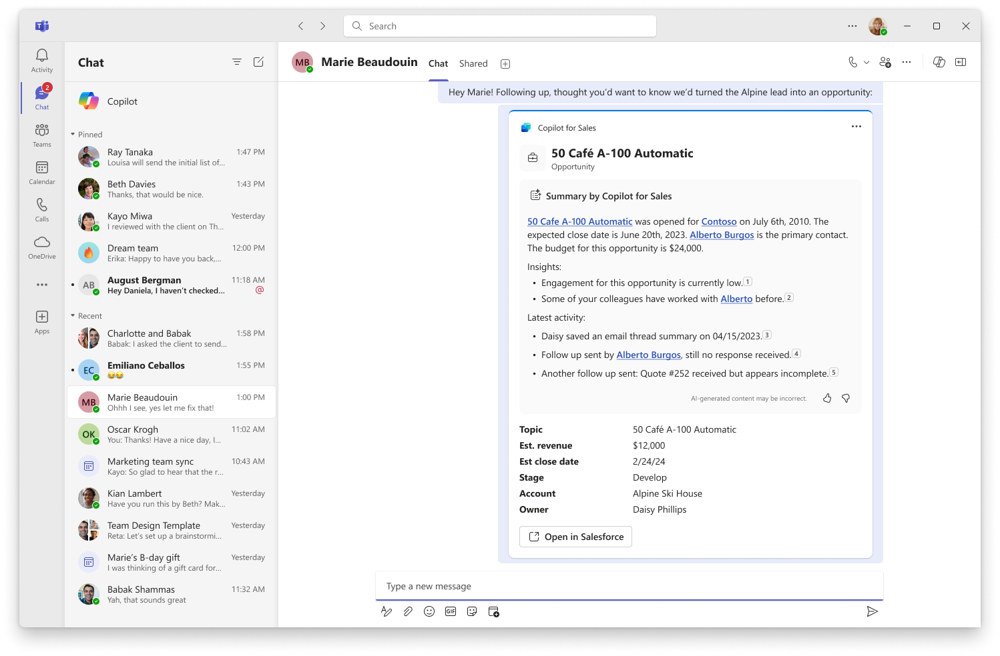 Search
Activity
2
Chat
Teams
Calendar
Calls
OneDrive
Apps
Chat
Copilot
Pinned
Ray Tanaka 1:47 PM
Louisa will send the initial list of...
Beth Davies 1:43 PM
Thanks, that would be nice.
Kayo Miwa Yesterday
I reviewed with the client on Th...
Dream team 12:00 PM
Erika: Happy to have you back,...
AB August Bergman 11:18 AM
Hey Daniela, I haven't checked... @
Recent
Charlotte and Babak 1:58 PM
Babak: I asked the client to send...
EC Emiliano Ceballos 1:55 PM
MB Marie Beaudouin 1:00 PM
Ohhh I see, yes let me fix that!
OK Oscar Krogh 11:02 AM
You: Thanks! Have a nice day, I...
Marketing team sync 10:43 AM
Kayo: So glad to hear that the r...
Kian Lambert Yesterday
Have you run this by Beth? Mak...
Team Design Template Yesterday
Reta: Let's set up a brainstormi...
Marie's B-day gift Yesterday
I was thinking of a gift card for...
Babak Shammas 11:32 AM
Yah, that sounds great
MB Marie Beaudouin Chat Shared
Hey Marie! Following up, thought you'd want to know we'd turned the Alpine lead into an opportunity:
Copilot for Sales
50 Café A-100 Automatic
Opportunity
Summary by Copilot for Sales
50 Cafe A-100 Automatic was opened for Contoso on July 6th, 2010. The
expected close date is June 20th, 2023. Alberto Burgos is the primary contact.
The budget for this opportunity is $24,000.
Insights:
• Engagement for this opportunity is currently low. 1
• Some of your colleagues have worked with Alberto before. 2
Latest activity:
• Daisy saved an email thread summary on 04/15/2023. 3
• Follow up sent by Alberto Burgos, still no response received. 4
• Another follow up sent: Quote #252 received but appears incomplete. 5
AI-generated content may be incorrect.
Topic 50 Café A-100 Automatic
Est. revenue $12,000
Est close date 2/24/24
Stage Develop
Account Alpine Ski House
Owner Daisy Phillips
Open in Salesforce
Type a new message
GIF